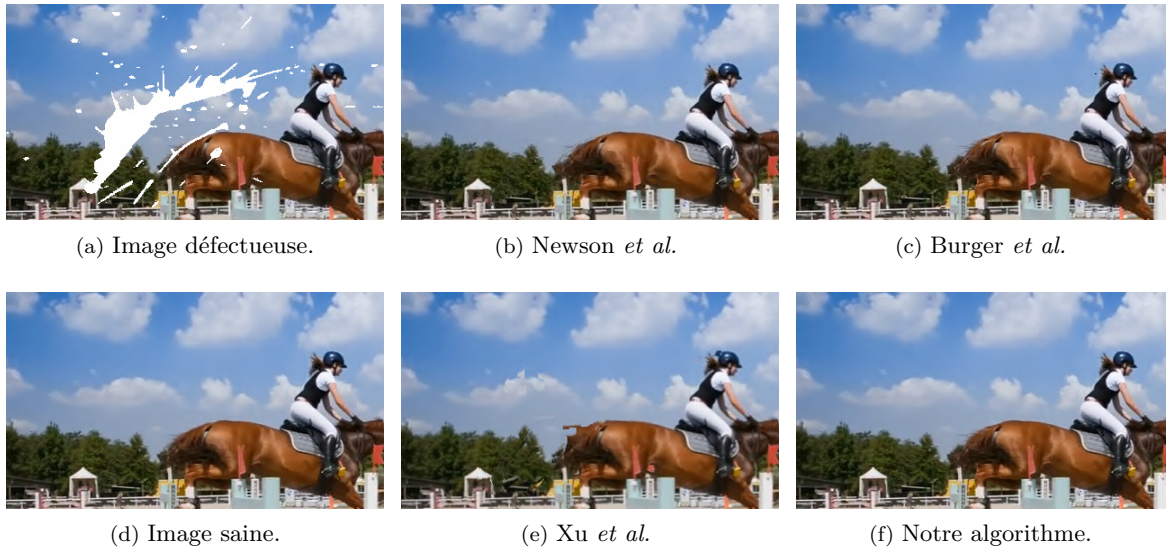 (a) Image défectueuse.
(b) Newson et al.
(c) Burger et al.
(d) Image saine.
(e) Xu et al.
(f) Notre algorithme.